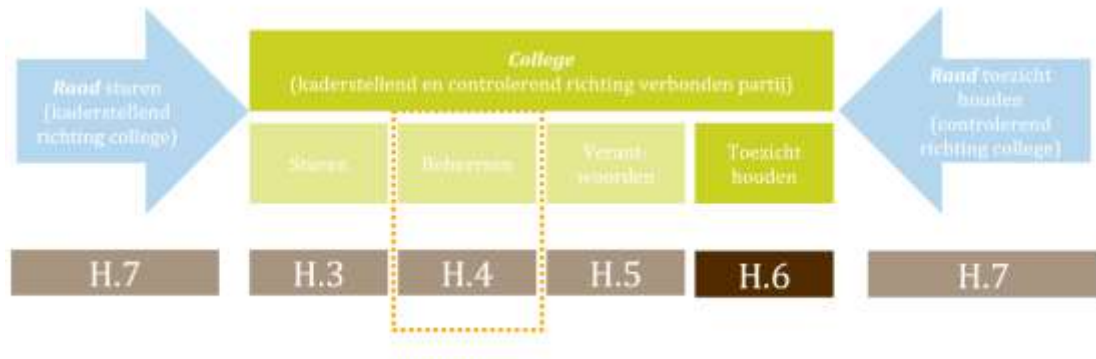 College
(kaderstellend en controlerend richting verbonden partij)
Raad sturen
(kaderstellend
richting college)
Raad toezicht
houden
(controlerend
richting college)
Sturen
Beheersen
Verant-
woorden
Toezicht
houden
H.7
H.3
H.4
H.5
H.6
H.7